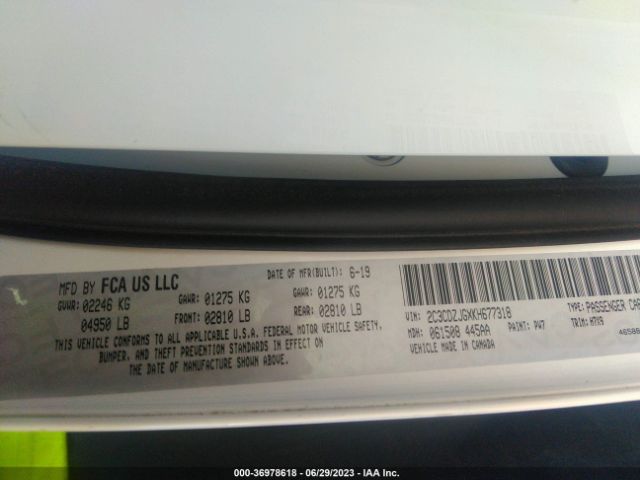 MFD BY FCA US LLC
DATE OF MFR(BUILT): 6-19
GVWR: 02246 KG
04950 LB
GAWR: 01275 KG
FRONT: 02810 LB
GAWR: 01275 KG
REAR: 02810 LB
THIS VEHICLE CONFORMS TO ALL APPLICABLE U.S.A. FEDERAL MOTOR VEHICLE SAFETY,
BUMPER, AND THEFT PREVENTION STANDARDS IN EFFECT ON
THE DATE OF MANUFACTURE SHOWN ABOVE.
VIN: 2C3CDZJGXKH677318
TYPE: PASSENGER CAR
MDH: 061508 445AA
PAINT: PW7
TRIM: H7X9
VEHICLE MADE IN CANADA
46588
000-36978618 - 06/29/2023 - IAA Inc.